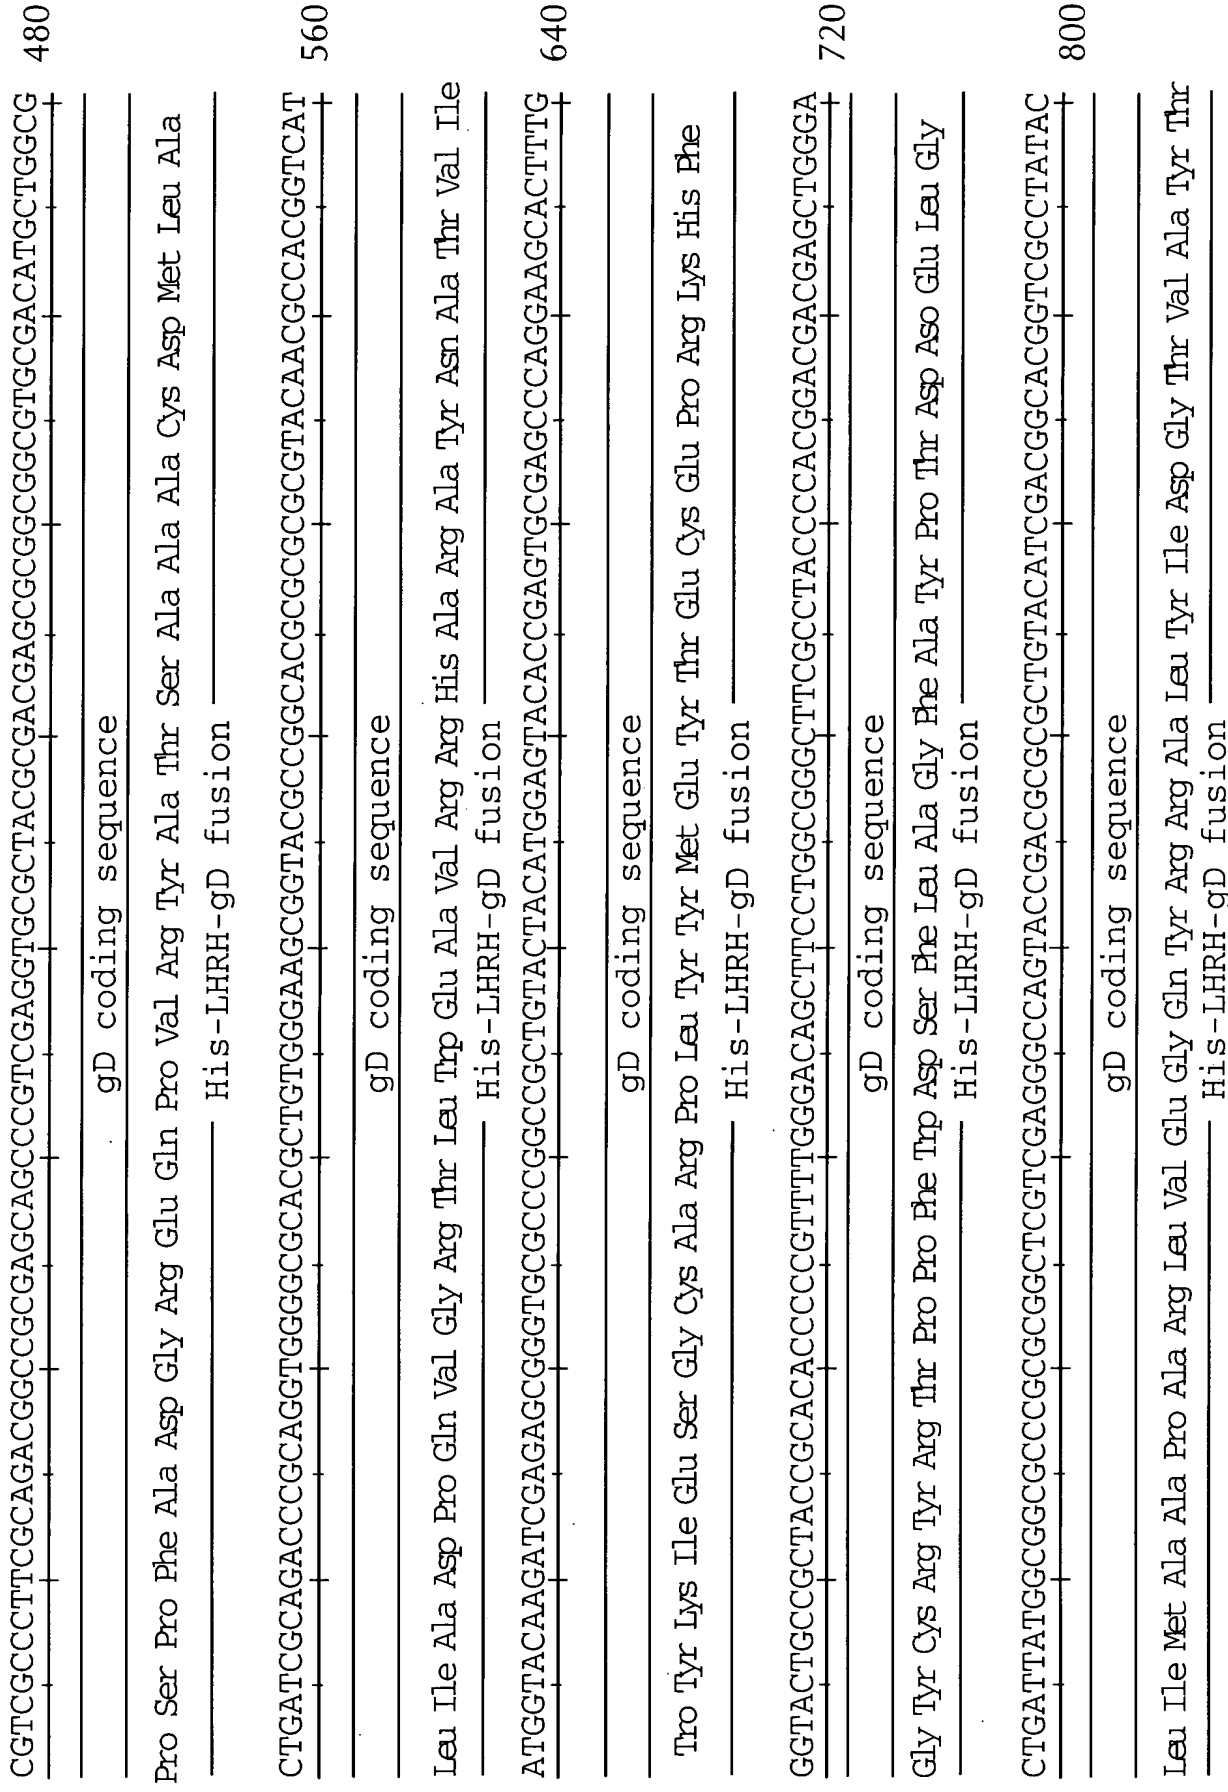 CGTCGCCCTTCGCAGACGGCCGCGAGCAGCCCGTCGAGGTGCGCTACGCGACGAGCGCGGCGGCGTGCGACATGCTGGCG 480
gD coding sequence
Pro Ser Pro Phe Ala Asp Gly Arg Glu Gln Pro Val Arg Tyr Ala Thr Ser Ala Ala Ala Cys Asp Met Leu Ala
His-LHRH-gD fusion
CTGATCGCAGACCCGCAGGTGGGGCGCACGCTGTGGGAAGCGGTACGCCGGCACGCGCGCGCGTACAACGCCACGGTCAT 560
gD coding sequence
Leu Ile Ala Asp Pro Gln Val Gly Arg Thr Leu Trp Glu Ala Val Arg Arg His Ala Arg Ala Tyr Asn Ala Thr Val Ile
His-LHRH-gD fusion
ATGGTACAAGATCGAGAGCGGGTGCGCCCGGCCGCTGTACTACATGGAGTACACCGAGTGCGAGCCCAGGAAGCACTTTG 640
gD coding sequence
Tro Tyr Lys Ile Glu Ser Gly Cys Ala Arg Pro Leu Tyr Tyr Met Glu Tyr Thr Glu Cys Glu Pro Arg Lys His Phe
His-LHRH-gD fusion
GGTACTGCCGCTACCGCACACCCCCGTTTTGGGACAGCTTCCTGGCGGGCTTCGCCTACCCCACGGACGACGAGCTGGGA 720
gD coding sequence
Gly Tyr Cys Arg Tyr Arg Thr Pro Pro Phe Trp Asp Ser Phe Leu Ala Gly Phe Ala Tyr Pro Thr Asp Aso Glu Leu Gly
His-LHRH-gD fusion
CTGATTATGGCGGCGCCCGCGCGGCTCGTCGAGGGCCAGTACCGACGCGCGCTGTACATCGACGGCACGGTCGCCTATAC 800
gD coding sequence
Leu Ile Met Ala Ala Pro Ala Arg Leu Val Glu Gly Gln Tyr Arg Arg Ala Leu Tyr Ile Asp Gly Thr Val Ala Tyr Thr
His-LHRH-gD fusion